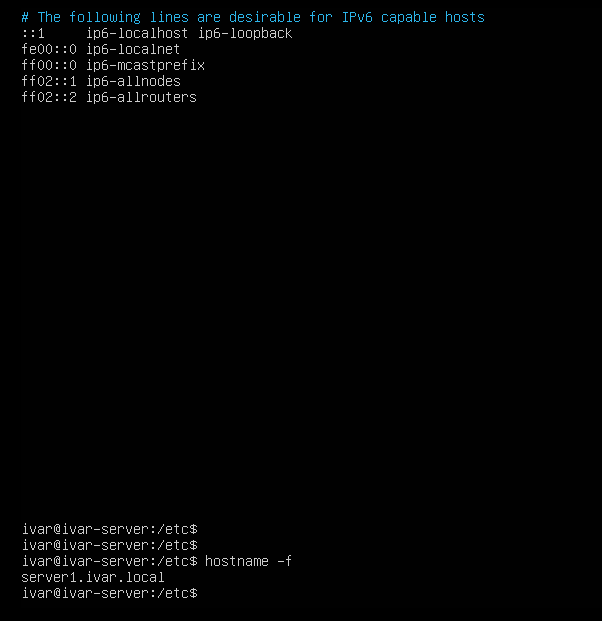 # The following lines are desirable for IPv6 capable hosts
::1     ip6-localhost ip6-loopback
fe00::0 ip6-localnet
ff00::0 ip6-mcastprefix
ff02::1 ip6-allnodes
ff02::2 ip6-allrouters
ivar@ivar-server:/etc$
ivar@ivar-server:/etc$
ivar@ivar-server:/etc$ hostname -f
server1.ivar.local
ivar@ivar-server:/etc$